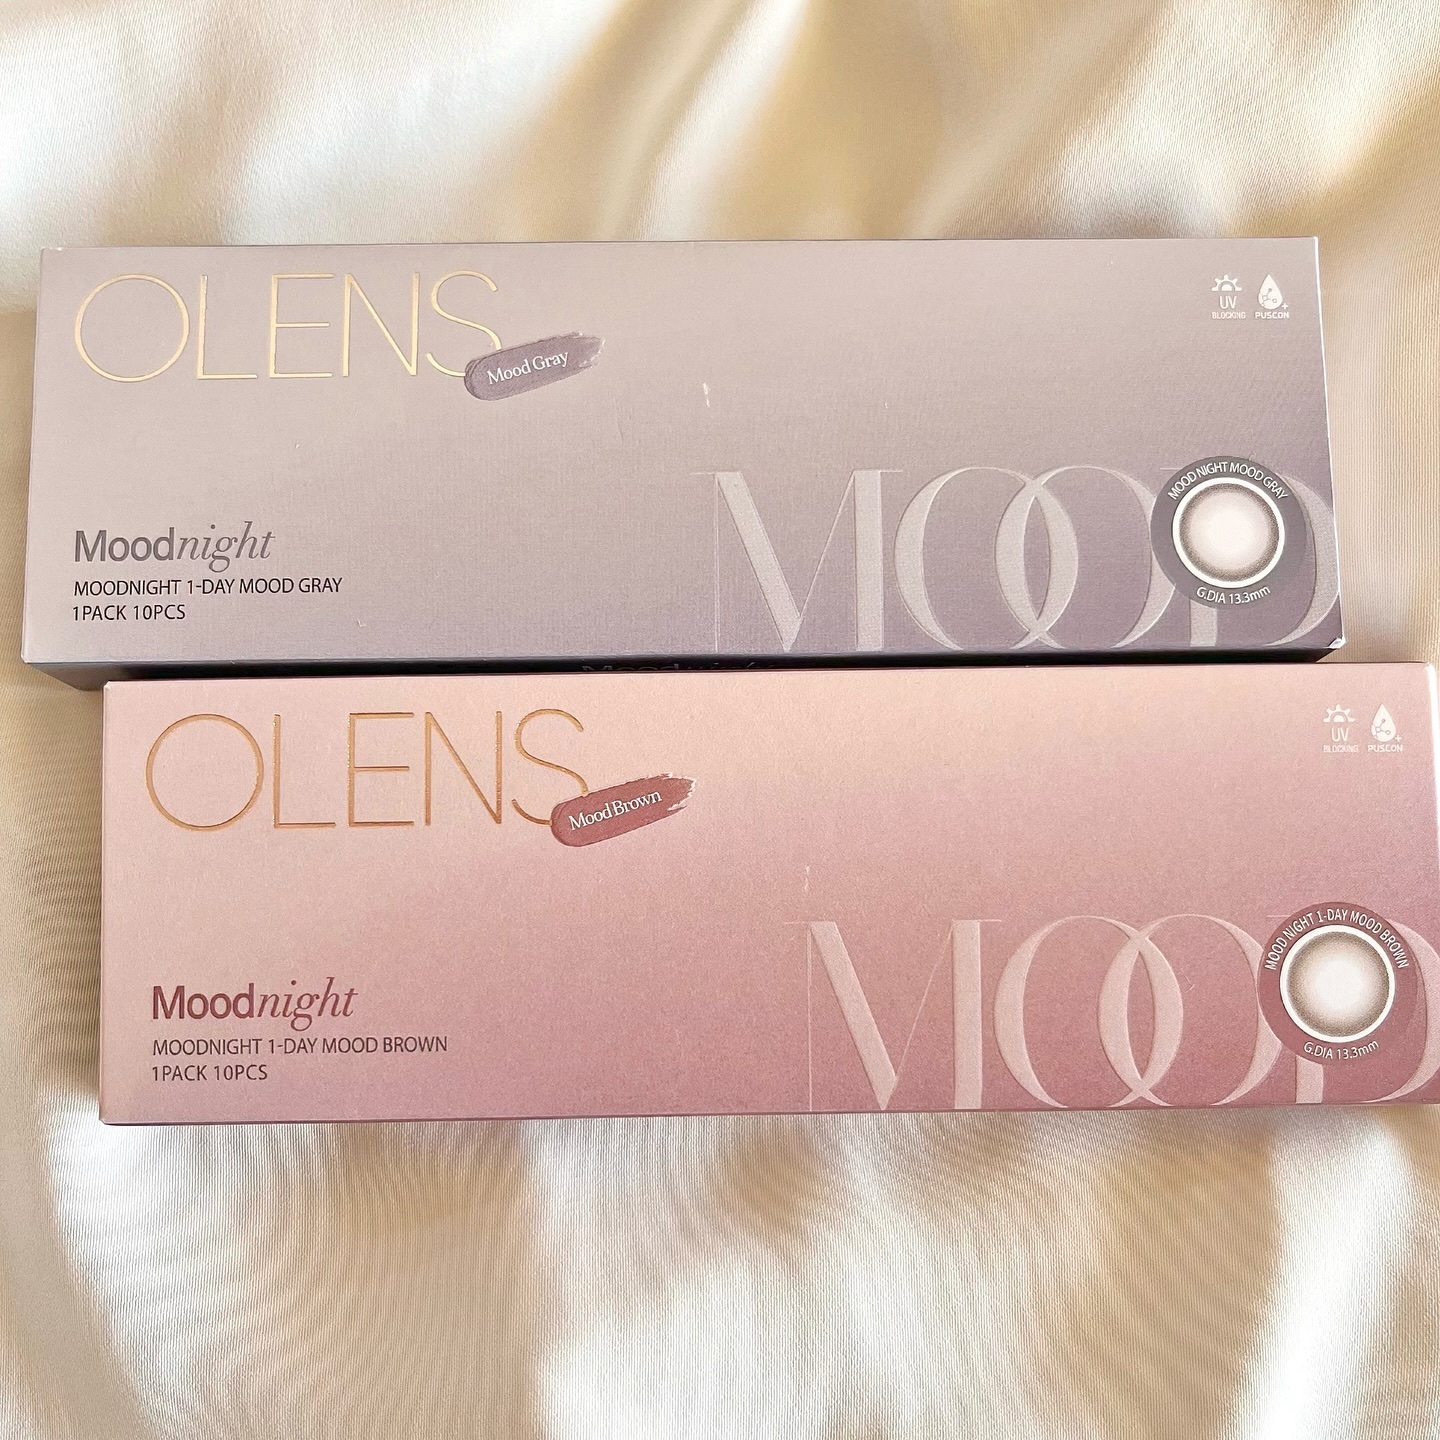 OLENS
Mood Gray
UV
BLOCKING
PUSCON
MOOD
MOOD NIGHT MOOD GRAY
G.DIA 13.3mm
Moodnight
MOODNIGHT 1-DAY MOOD GRAY
1PACK 10PCS
OLENS
Mood Brown
UV
BLOCKING
PUSCON
MOOD
MOOD NIGHT 1-DAY MOOD BROWN
G.DIA 13.3mm
Moodnight
MOODNIGHT 1-DAY MOOD BROWN
1PACK 10PCS